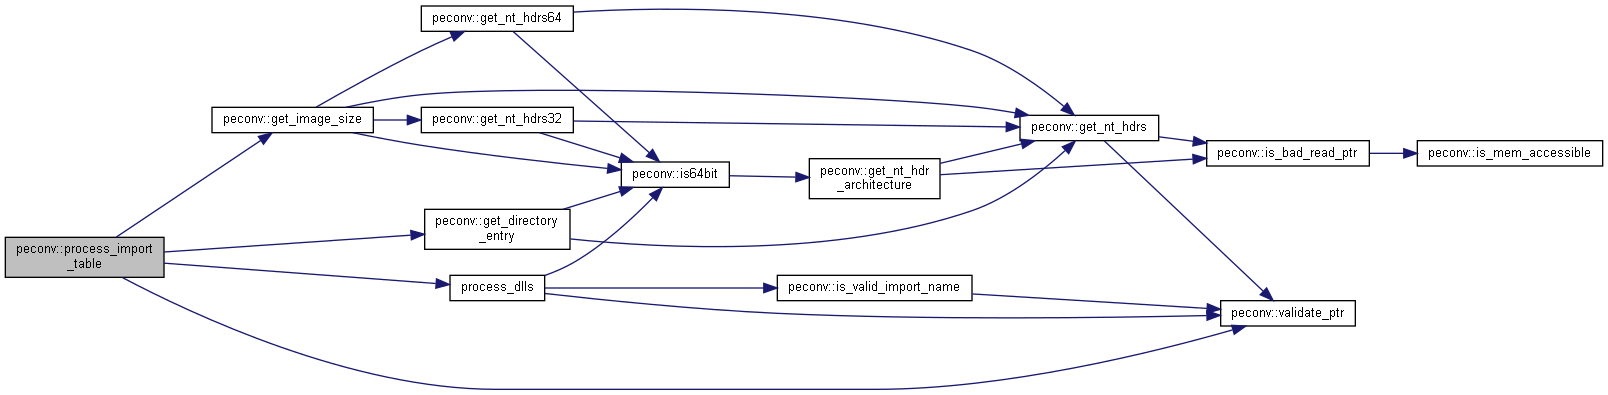 peconv::get_nt_hdrs64
peconv::get_image_size
peconv::get_nt_hdrs32
peconv::get_nt_hdrs
peconv::is_bad_read_ptr
peconv::is_mem_accessible
peconv::is64bit
peconv::get_nt_hdr
_architecture
peconv::get_directory
_entry
peconv::process_import
_table
process_dlls
peconv::is_valid_import_name
peconv::validate_ptr